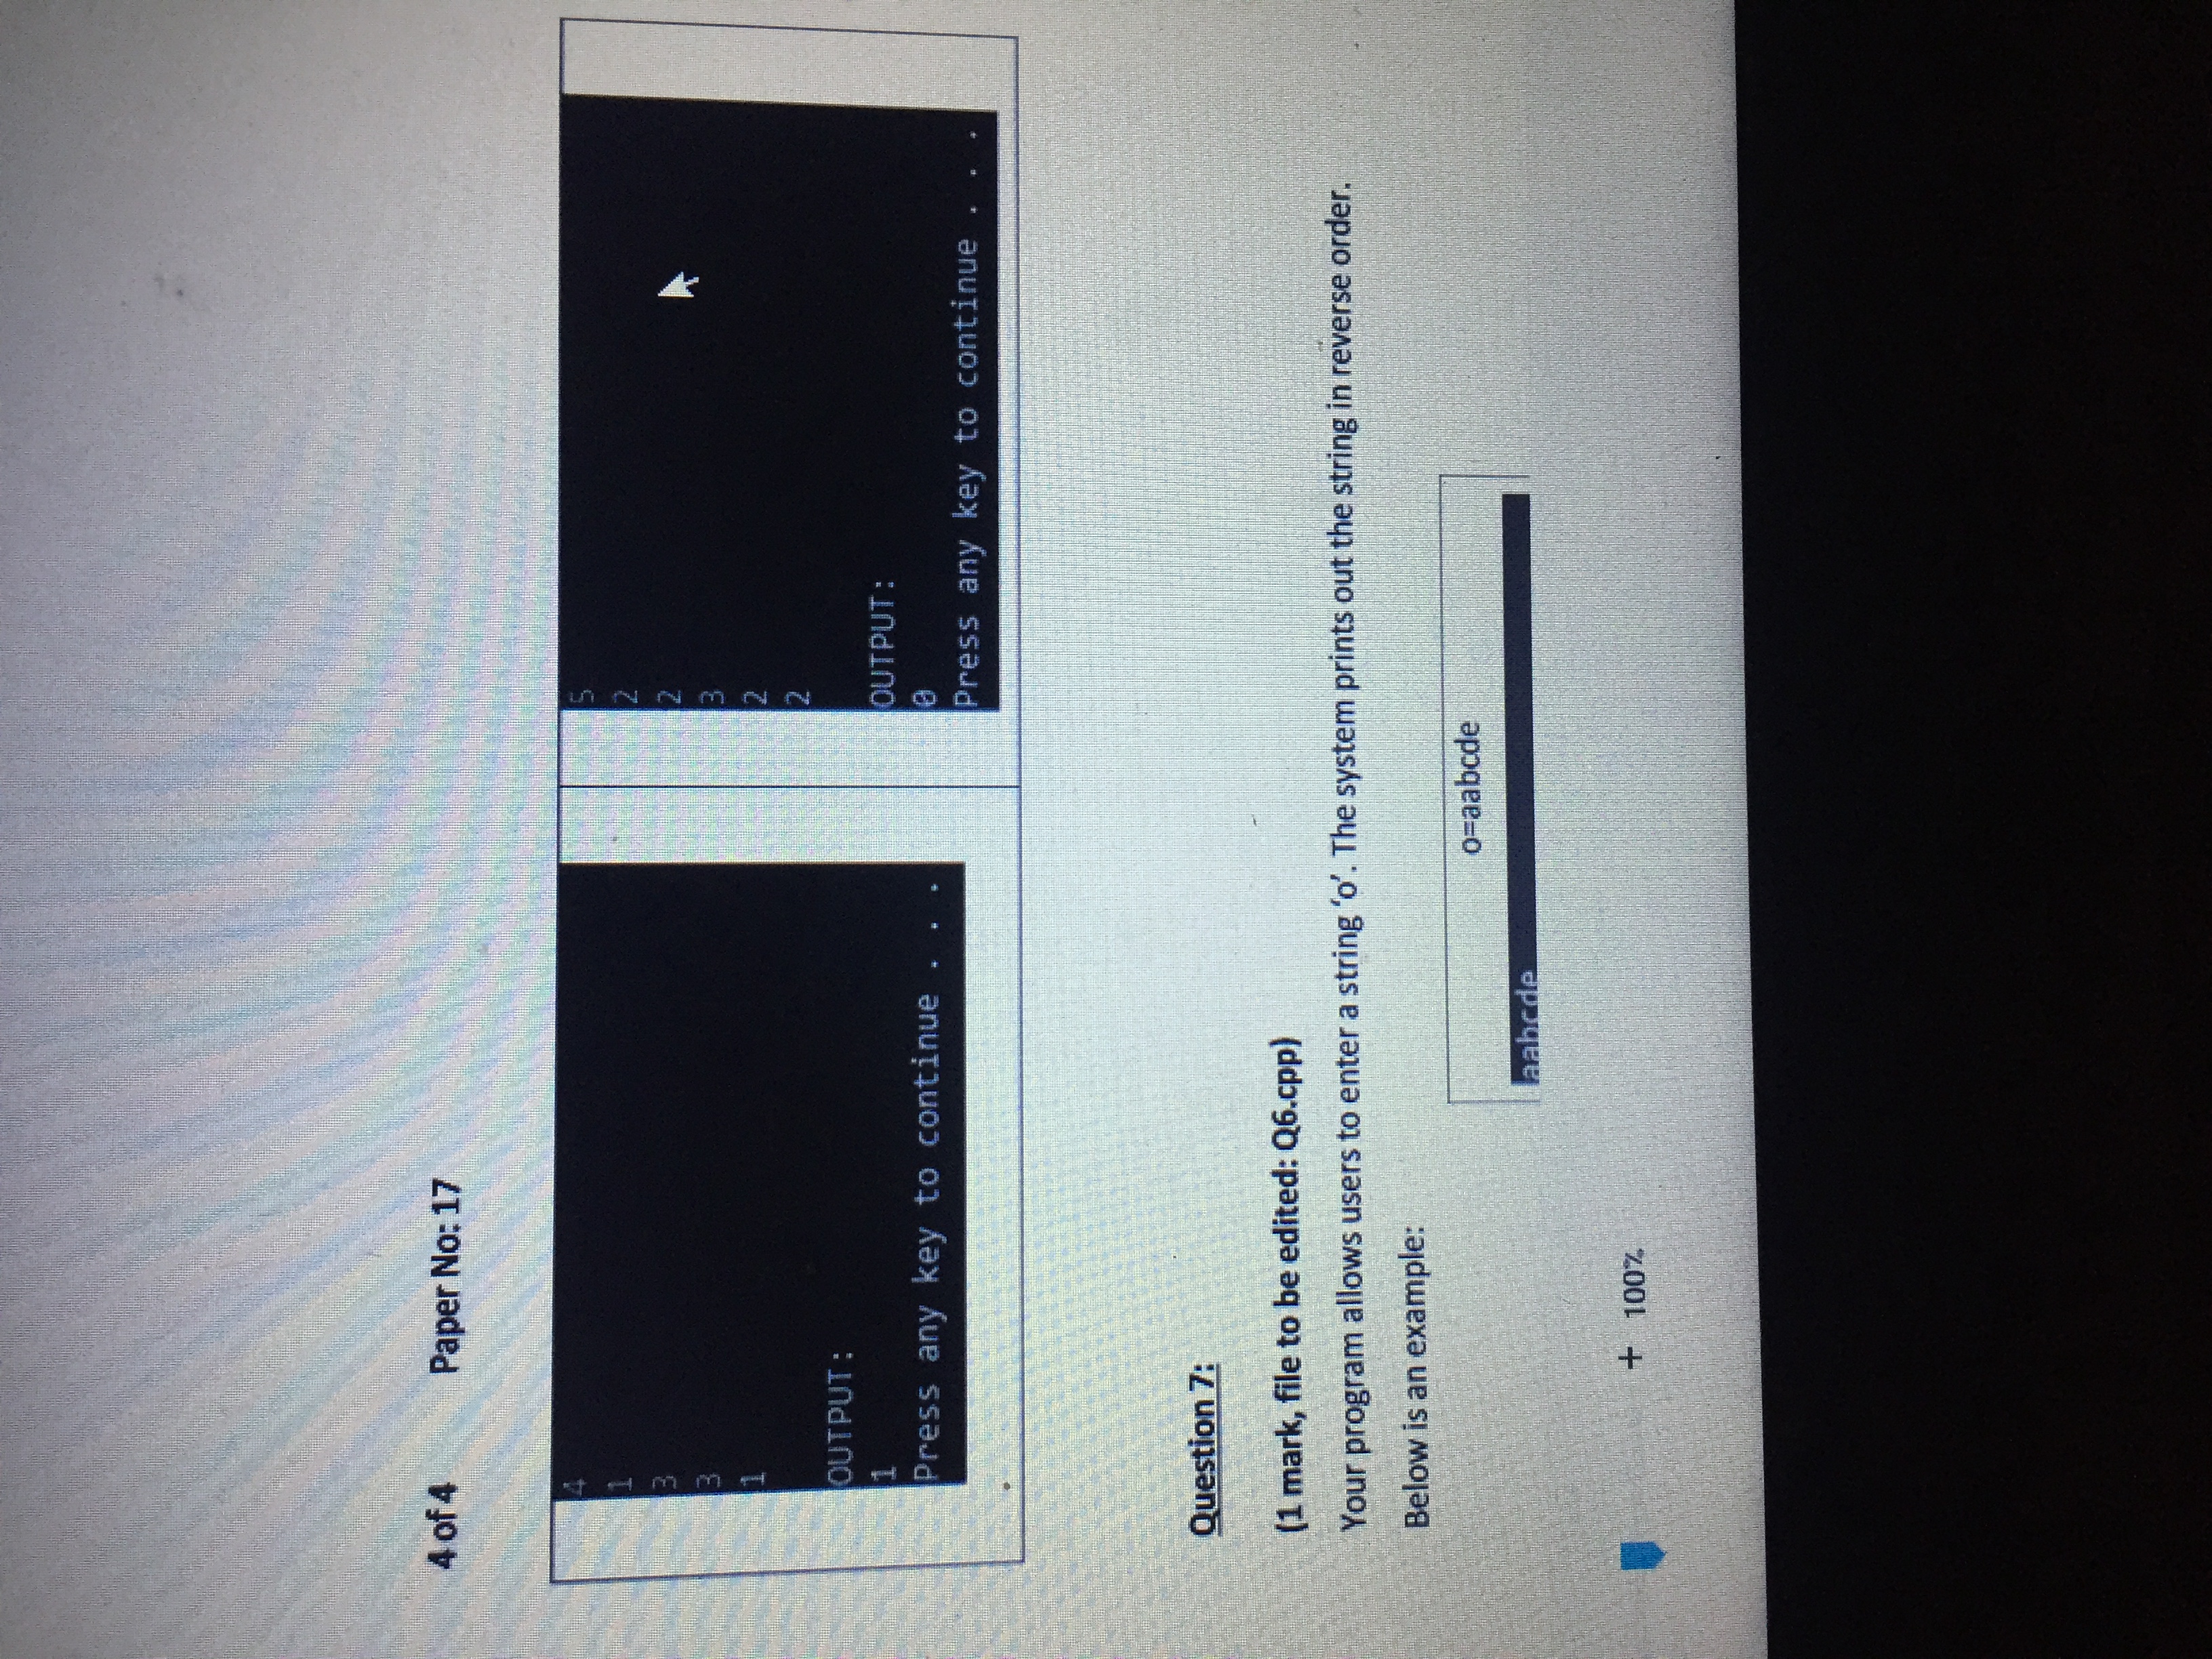 4 of 4 Paper No: 17
4
1
3
3
1
OUTPUT:
1
Press any key to continue . . .
5
2
2
3
2
2
OUTPUT:
0
Press any key to continue . . .
Question 7:
(1 mark, file to be edited: Q6.cpp)
Your program allows users to enter a string ‘o’. The system prints out the string in reverse order.
Below is an example:
o=aabcde
aabcde
+ 100%